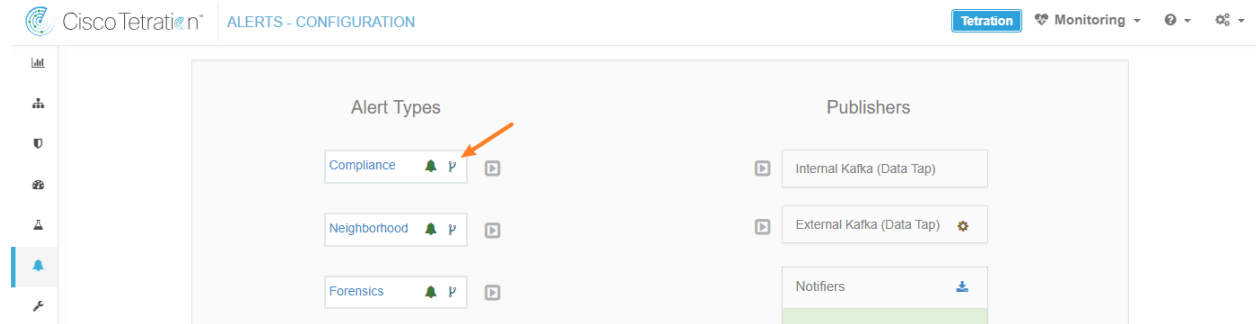 Cisco Tetration™ ALERTS - CONFIGURATION Tetration Monitoring
Alert Types Publishers
Compliance Internal Kafka (Data Tap)
Neighborhood External Kafka (Data Tap)
Forensics Notifiers